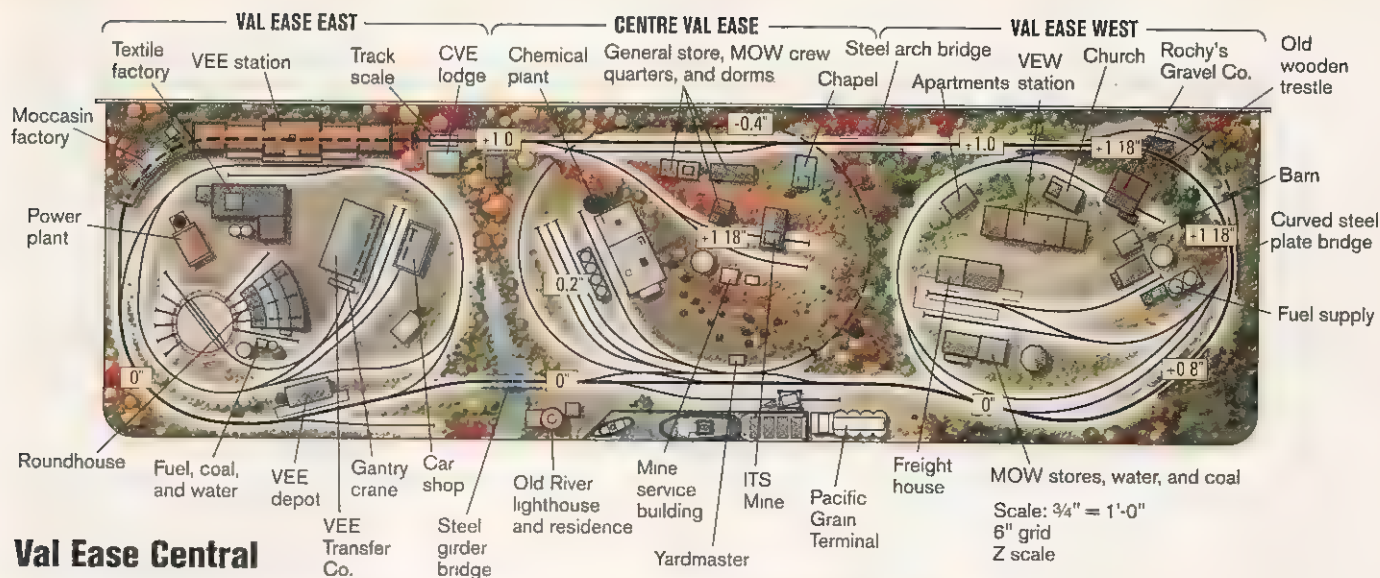 VAL EASE EAST
CENTRE VAL EASE
VAL EASE WEST
Textile
factory
VEE station
Track
scale
CVE
lodge
Chemical
plant
General store, MOW crew
quarters, and dorms
Chapel
Steel arch bridge
Apartments
VEW
station
Church
Rochy's
Gravel Co.
Old
wooden
trestle
Moccasin
factory
Power
plant
Barn
Curved steel
plate bridge
Fuel supply
+1.0
-0.4"
+1.0
+1 18"
+1 18"
+1 18"
0.2"
0"
0"
0"
+0 8"
Roundhouse
Fuel, coal,
and water
VEE
depot
VEE
Transfer
Co.
Gantry
crane
Car
shop
Steel
girder
bridge
Old River
lighthouse
and residence
Mine
service
building
Yardmaster
ITS
Mine
Pacific
Grain
Terminal
Freight
house
MOW stores, water, and coal
Scale: ¾" = 1'-0"
6" grid
Z scale
Val Ease Central